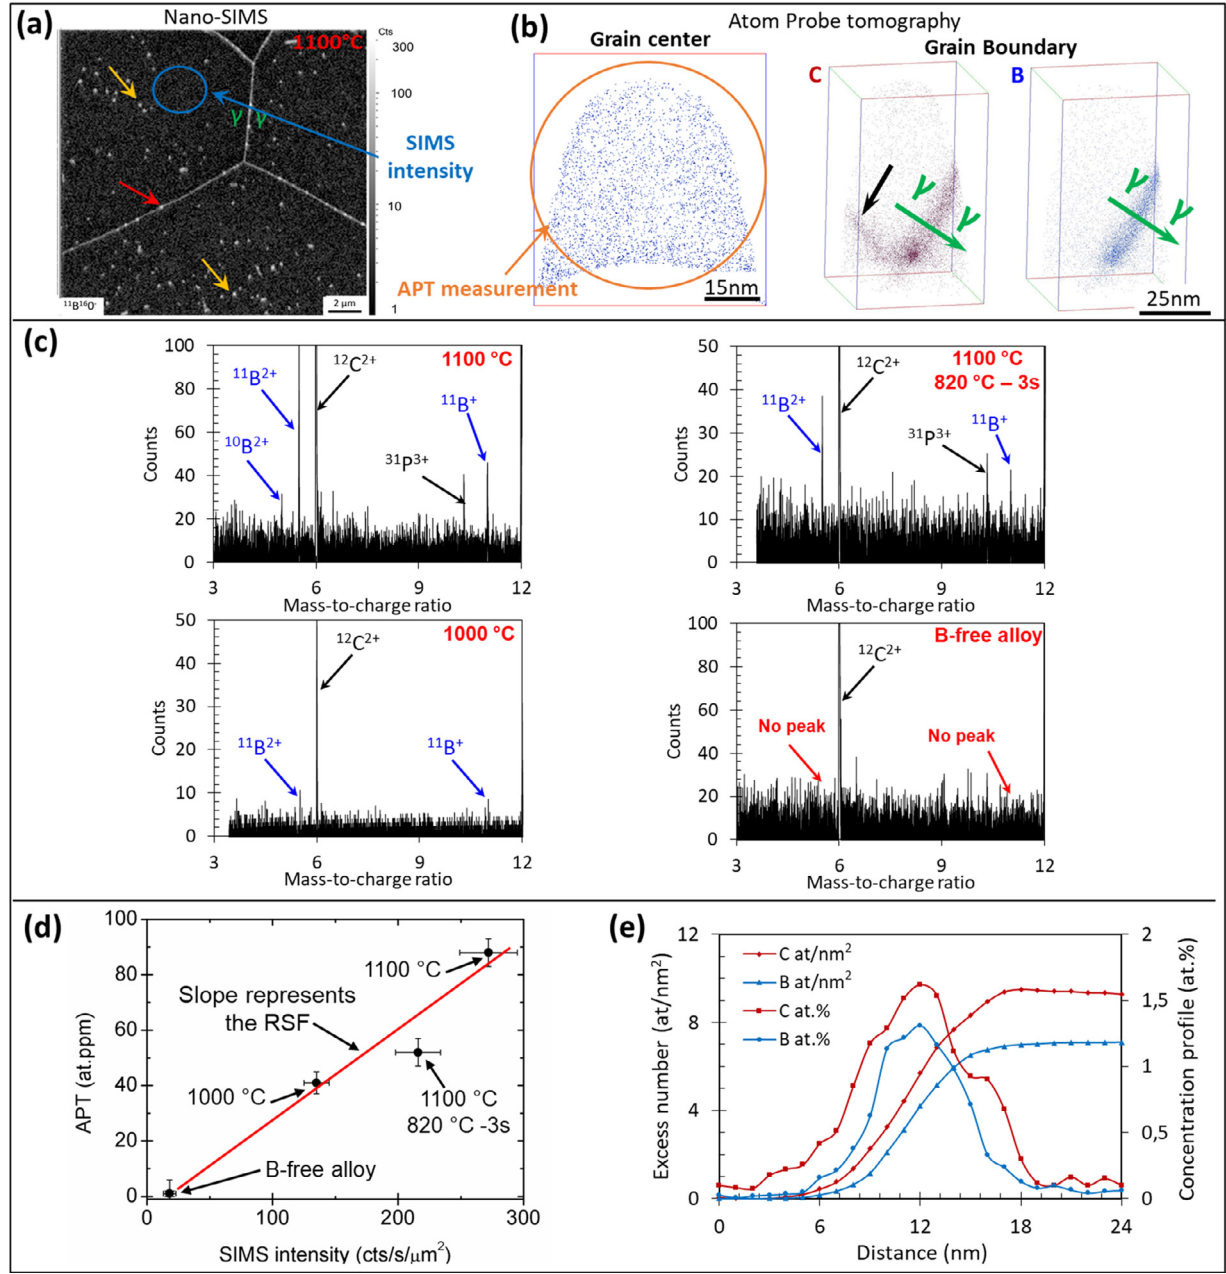 (a)
Nano-SIMS
1100°C
Cts
300
100
10
1
γ γ
SIMS
intensity
¹¹B¹⁶O⁻
2 μm
(b)
Atom Probe tomography
Grain center
Grain Boundary
C
B
γ
γ
γ
γ
APT measurement
15nm
25nm
(c)
100
80
60
40
20
0
Counts
3 6 9 12
Mass-to-charge ratio
1100 °C
¹¹B²⁺
¹²C²⁺
¹⁰B²⁺
³¹P³⁺
¹¹B⁺
50
40
30
20
10
0
Counts
3 6 9 12
Mass-to-charge ratio
1100 °C
820 °C – 3s
¹²C²⁺
¹¹B²⁺
³¹P³⁺
¹¹B⁺
50
40
30
20
10
0
Counts
3 6 9 12
Mass-to-charge ratio
1000 °C
¹²C²⁺
¹¹B²⁺
¹¹B⁺
100
80
60
40
20
0
Counts
3 6 9 12
Mass-to-charge ratio
B-free alloy
¹²C²⁺
No peak
No peak
(d)
100
80
60
40
20
0
APT (at.ppm)
0 100 200 300
SIMS intensity (cts/s/μm²)
1100 °C
Slope represents
the RSF
1000 °C
1100 °C
820 °C -3s
B-free alloy
(e)
12
8
4
0
Excess number (at/nm²)
C at/nm²
B at/nm²
C at.%
B at.%
2
1,5
1
0,5
0
Concentration profile (at.%)
0 6 12 18 24
Distance (nm)